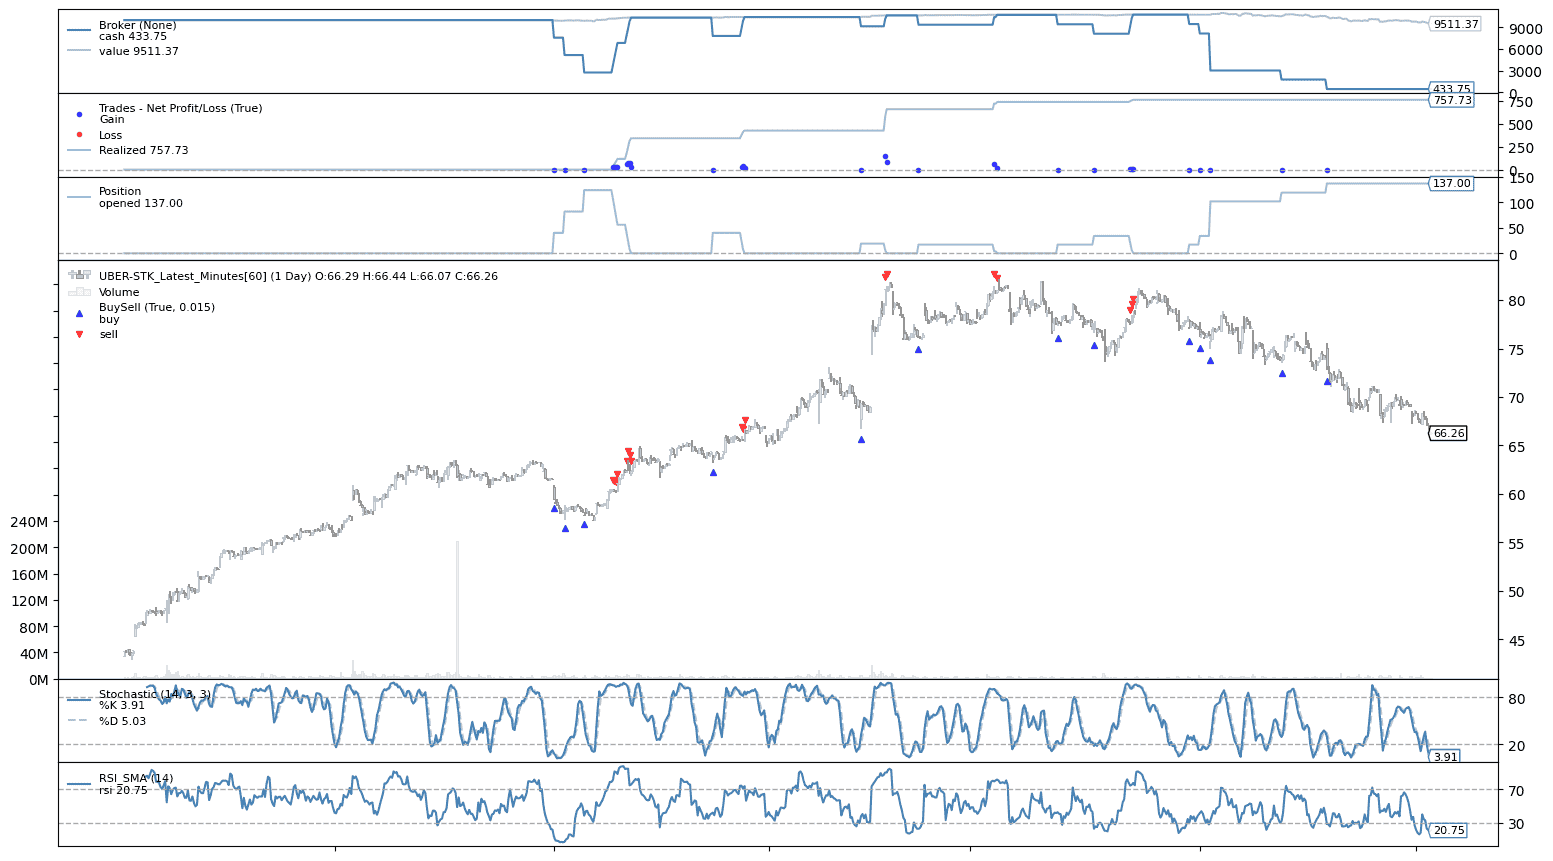 Broker (None)
cash 433.75
value 9511.37
9511.37
9000
6000
3000
433.75
0
Trades - Net Profit/Loss (True)
Gain
Loss
Realized 757.73
757.73
750
500
250
0
Position
opened 137.00
150
137.00
100
50
0
UBER-STK_Latest_Minutes[60] (1 Day) O:66.29 H:66.44 L:66.07 C:66.26
Volume
BuySell (True, 0.015)
buy
sell
80
75
70
66.26
65
60
55
50
45
240M
200M
160M
120M
80M
40M
0M
Stochastic (14, 3, 3)
%K 3.91
%D 5.03
80
20
3.91
RSI_SMA (14)
rsi 20.75
70
30
20.75